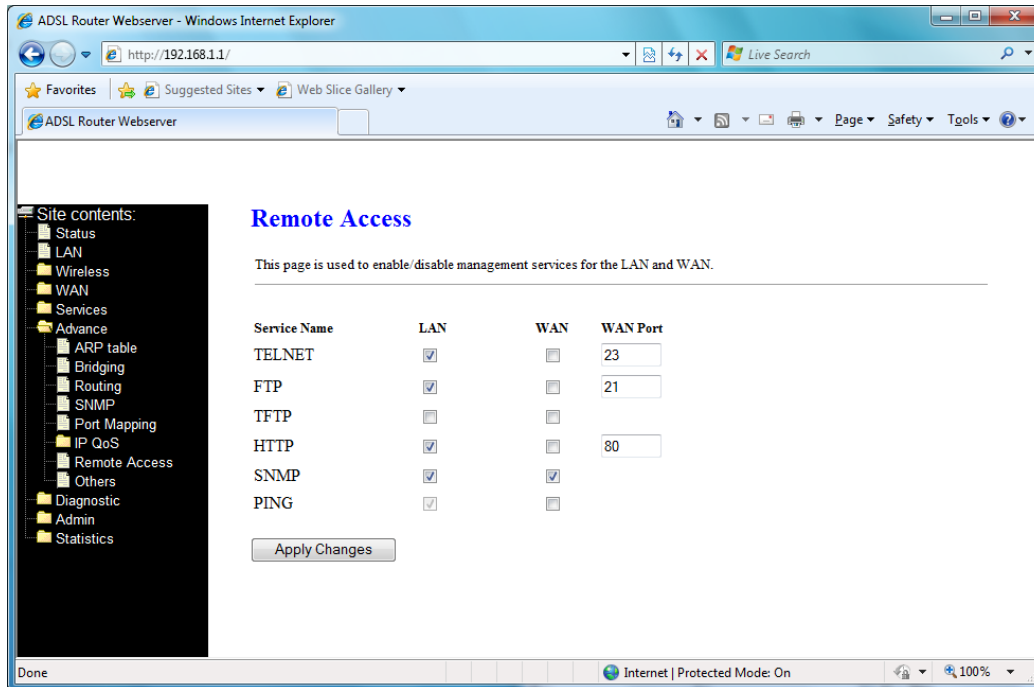 ADSL Router Webserver - Windows Internet Explorer
http://192.168.1.1/
Live Search
Favorites
Suggested Sites
Web Slice Gallery
ADSL Router Webserver
Page
Safety
Tools
Site contents:
Status
LAN
Wireless
WAN
Services
Advance
ARP table
Bridging
Routing
SNMP
Port Mapping
IP QoS
Remote Access
Others
Diagnostic
Admin
Statistics
Remote Access
This page is used to enable/disable management services for the LAN and WAN.
Service Name LAN WAN WAN Port
TELNET 23
FTP 21
TFTP
HTTP 80
SNMP
PING
Apply Changes
Done
Internet | Protected Mode: On
100%